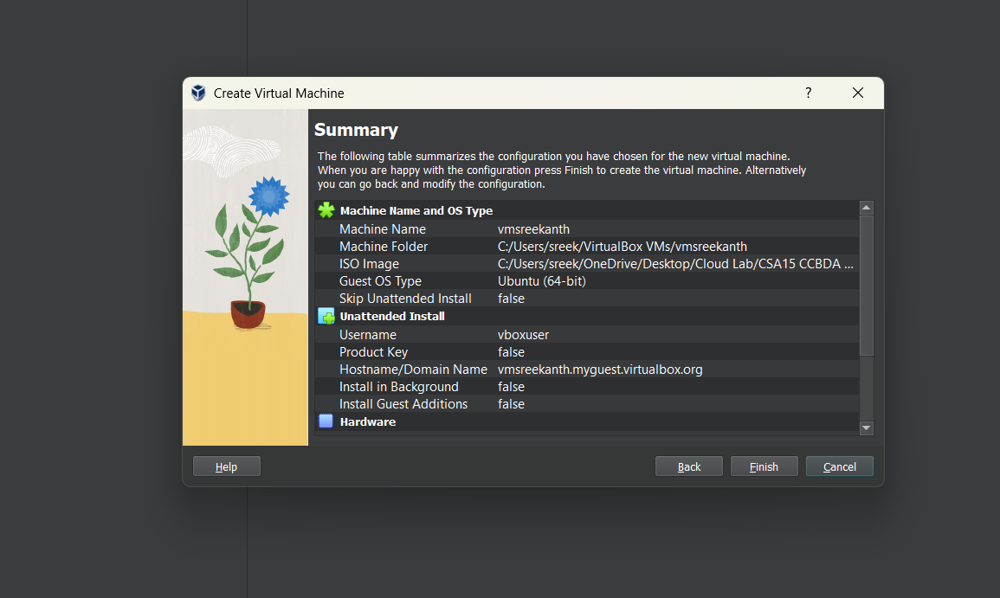 Create Virtual Machine
?
Summary
The following table summarizes the configuration you have chosen for the new virtual machine.
When you are happy with the configuration press Finish to create the virtual machine. Alternatively
you can go back and modify the configuration.
Machine Name and OS Type
Machine Name vmsreekanth
Machine Folder C:/Users/sreek/VirtualBox VMs/vmsreekanth
ISO Image C:/Users/sreek/OneDrive/Desktop/Cloud Lab/CSA15 CCBDA ...
Guest OS Type Ubuntu (64-bit)
Skip Unattended Install false
Unattended Install
Username vboxuser
Product Key false
Hostname/Domain Name vmsreekanth.myguest.virtualbox.org
Install in Background false
Install Guest Additions false
Hardware
Help Back Finish Cancel